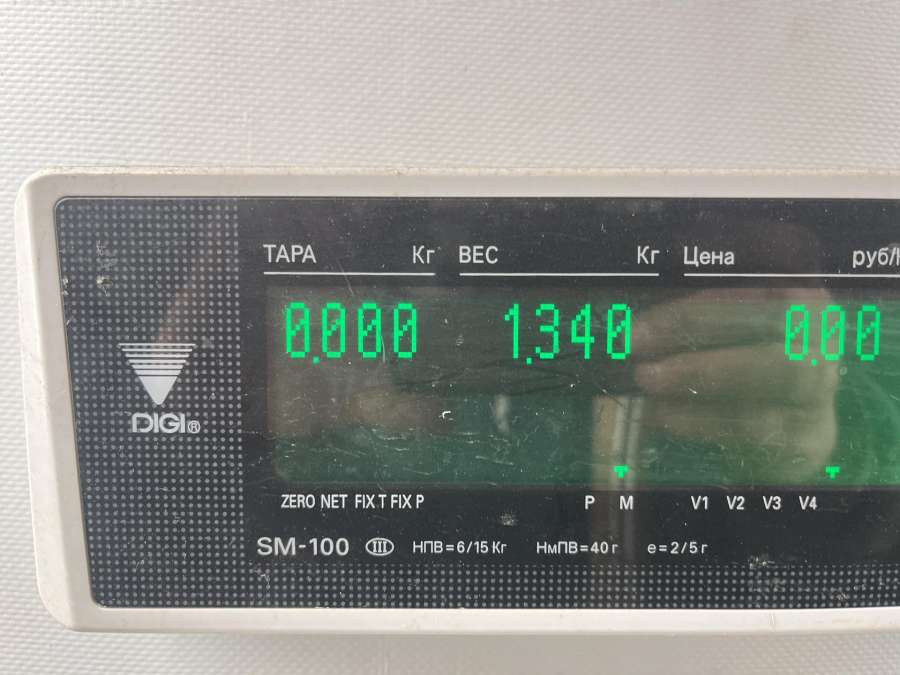 ТАРА Кг ВЕС Кг Цена руб/
0.000 1.340 0.00
DIGI®
ZERO NET FIX T FIX P P M V1 V2 V3 V4
SM-100 III НПВ=6/15 Кг НмПВ=40 г e=2/5 г